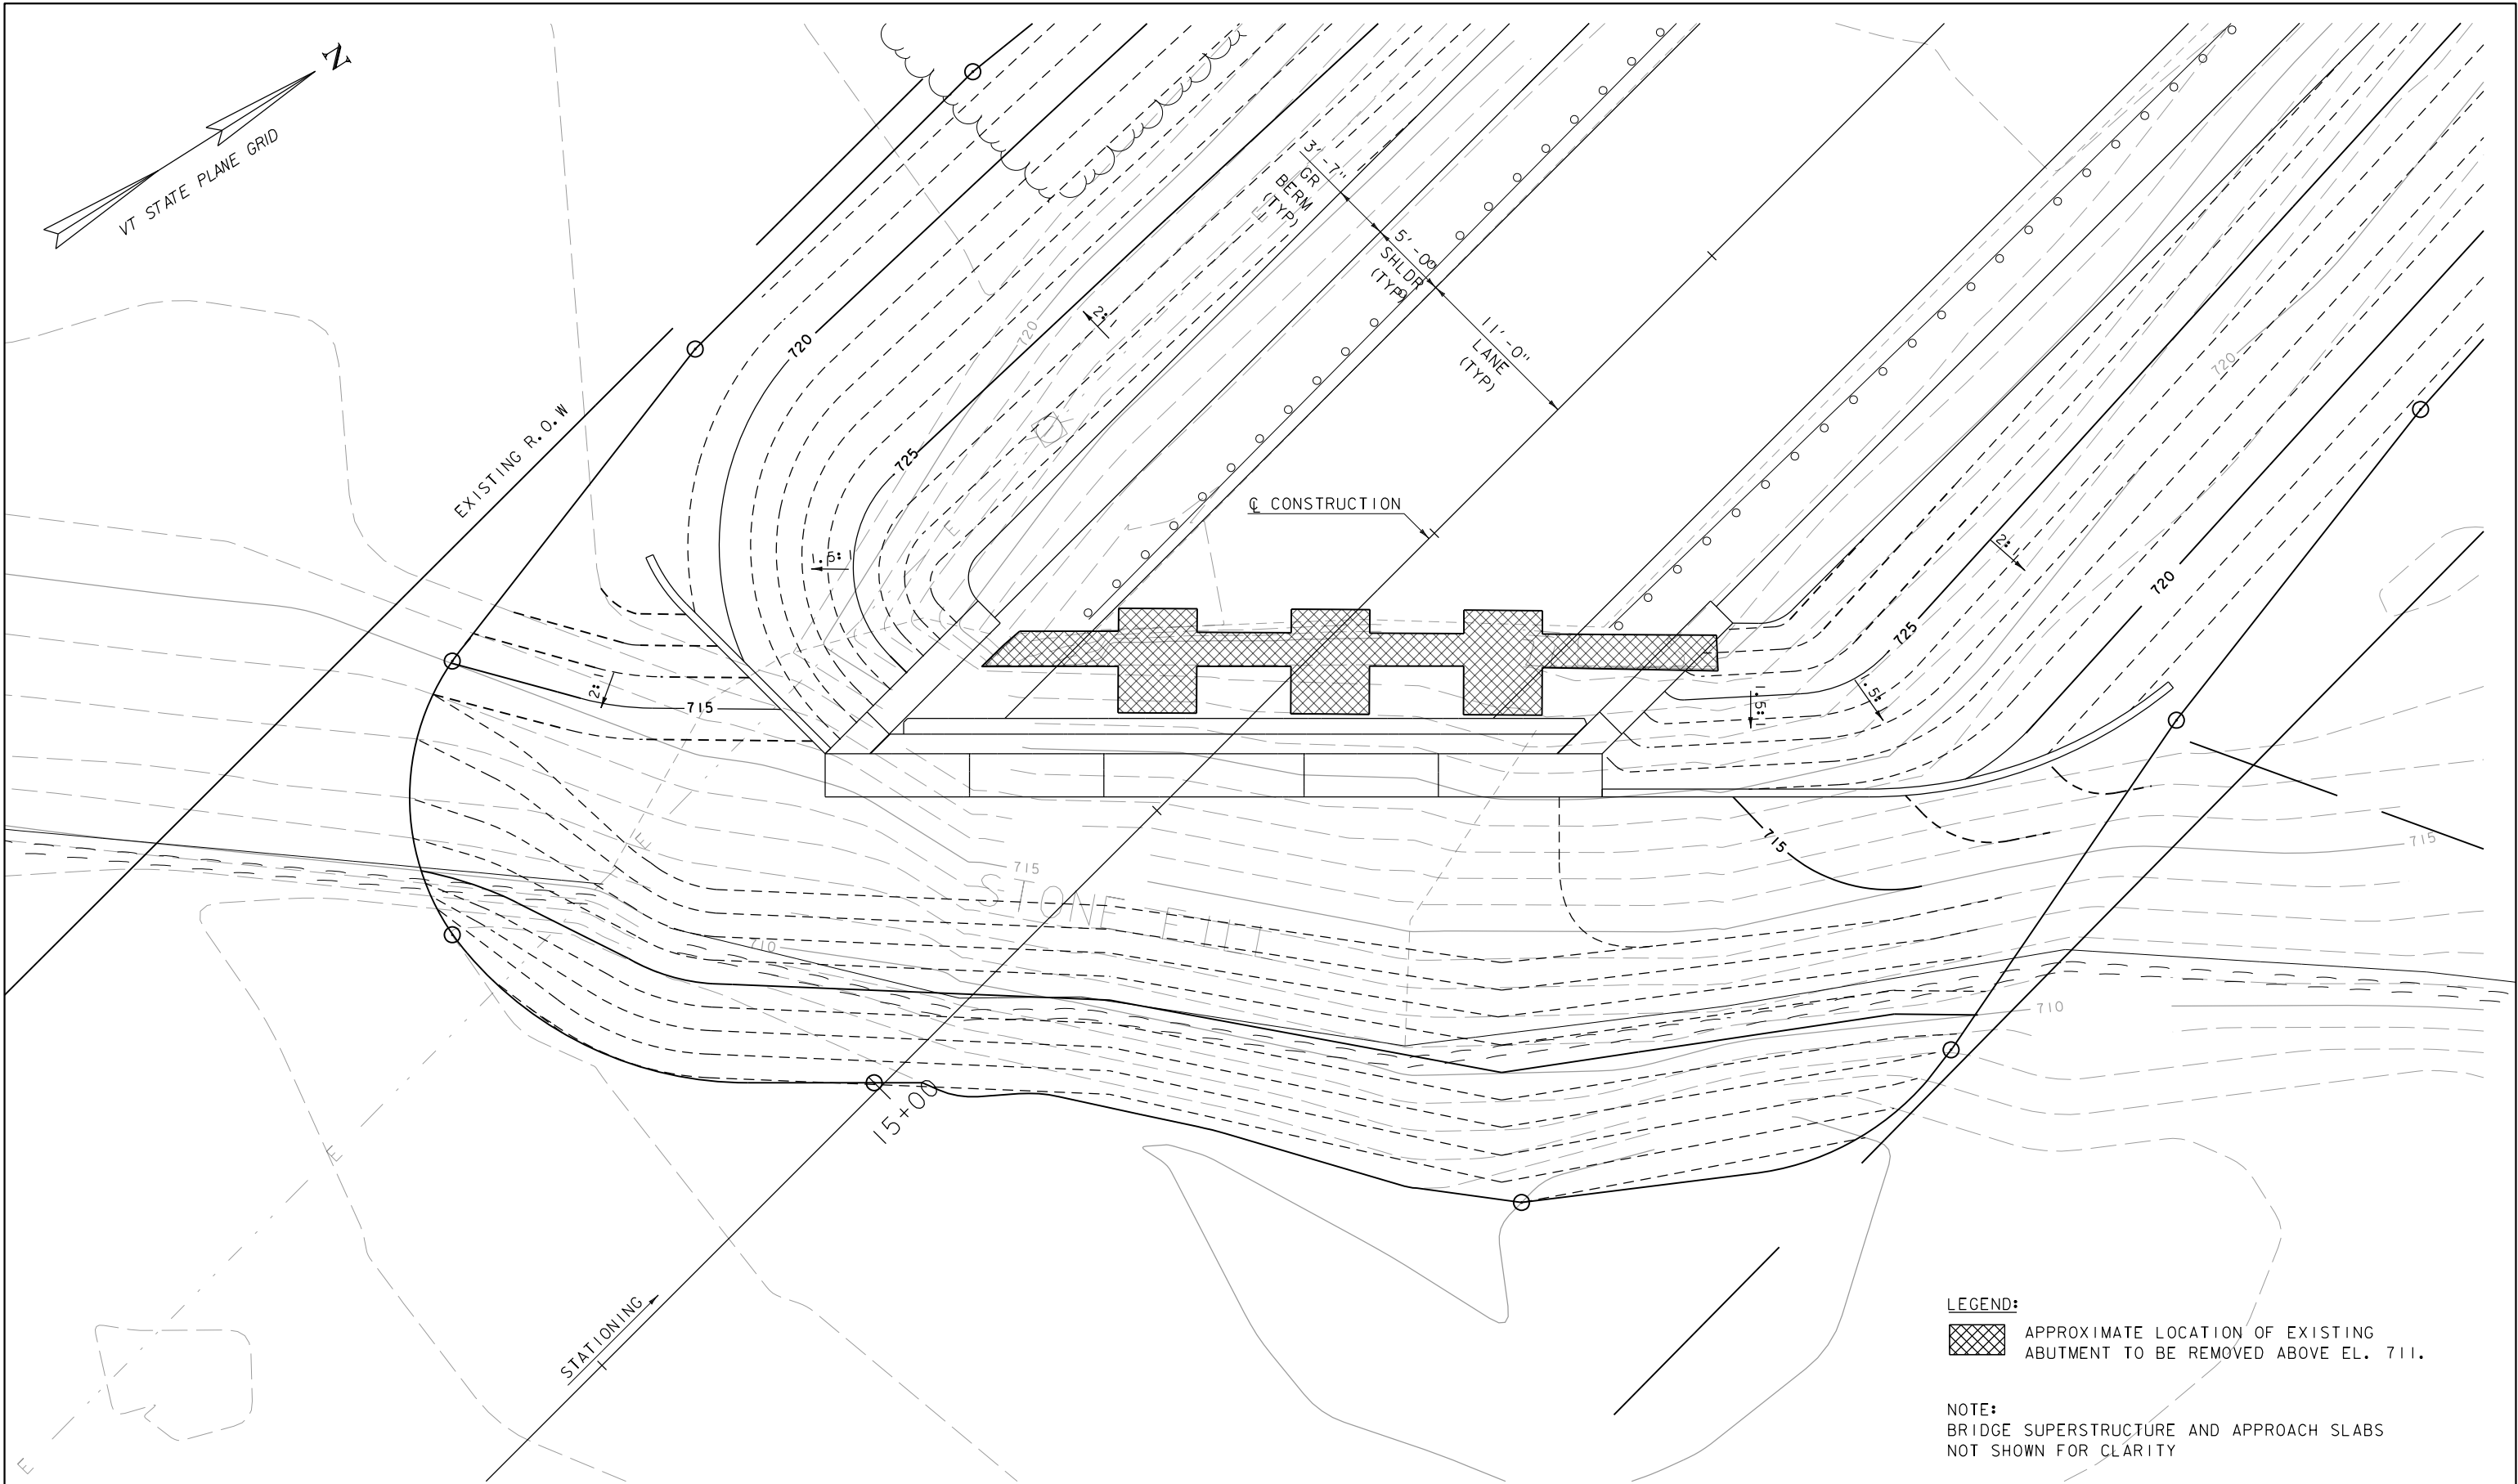 N
VT STATE PLANE GRID
3'-7"
GR
BERM
(TYP)
5'-0"
SHLDR
(TYP)
11'-0"
LANE
(TYP)
720
720
2:1
720
EXISTING R.O.W
725
E
E
℄ CONSTRUCTION
1.5:1
2:1
720
725
2:1
715
1.5:1
1.5:1
E
715
STONE FILL
715
715
710
710
15+00
E
STATIONING
E
LEGEND:
APPROXIMATE LOCATION OF EXISTING
ABUTMENT TO BE REMOVED ABOVE EL. 711.
NOTE:
BRIDGE SUPERSTRUCTURE AND APPROACH SLABS
NOT SHOWN FOR CLARITY